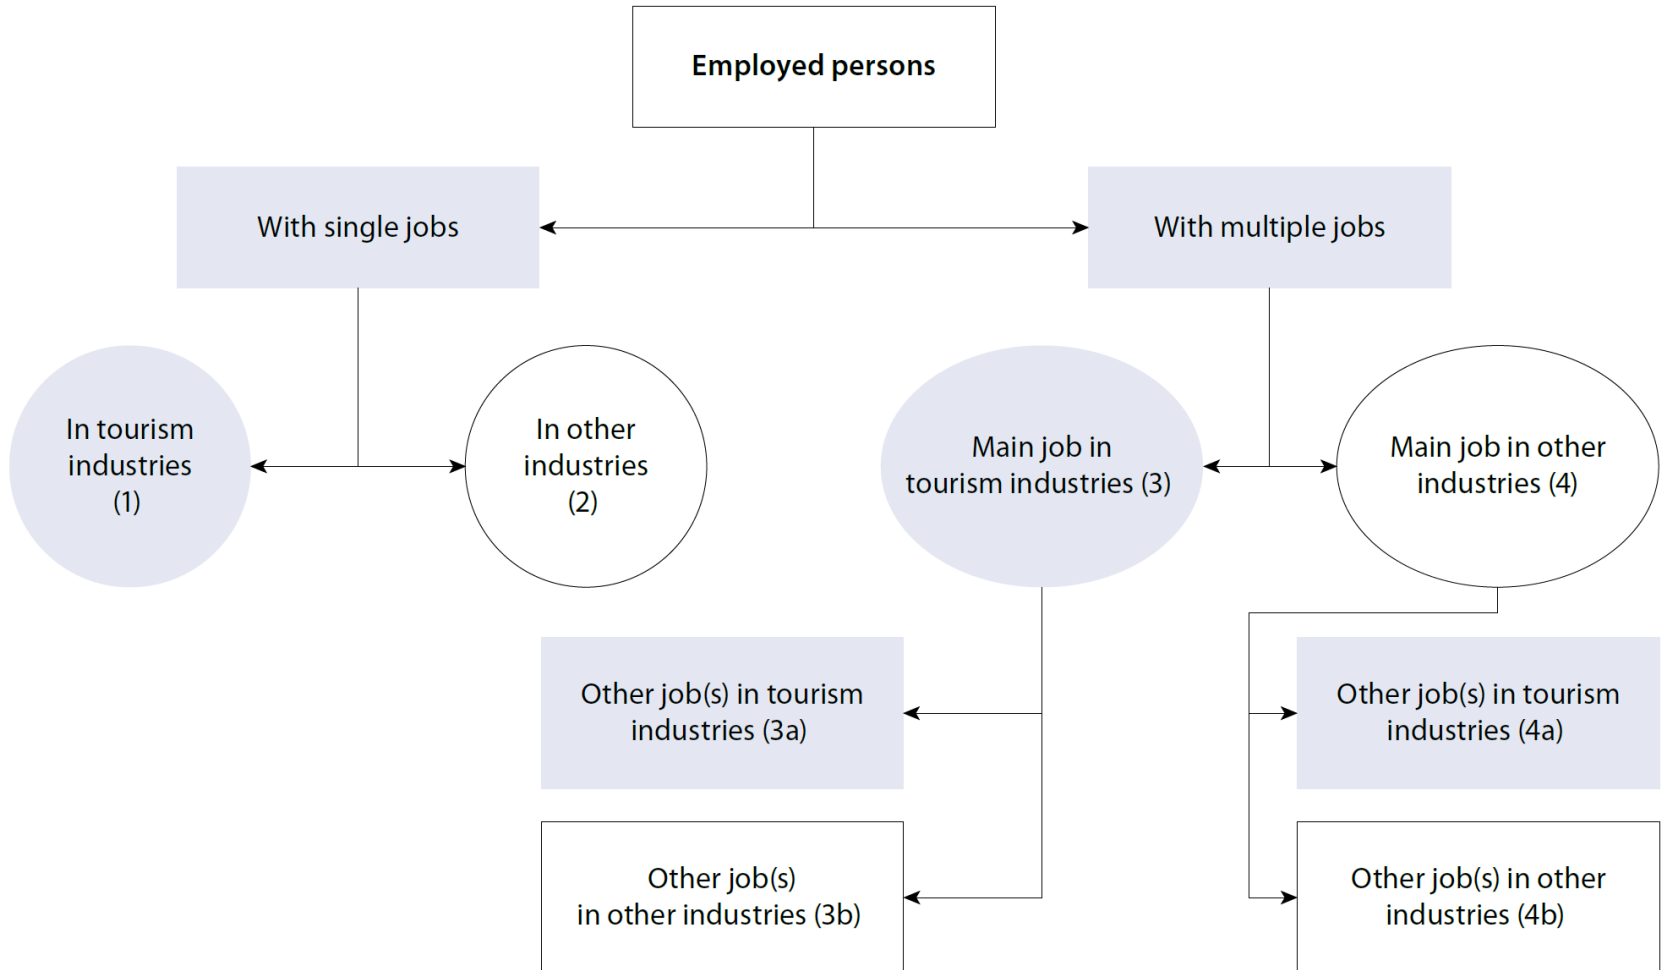 Employed persons
With single jobs
With multiple jobs
In tourism
industries
(1)
In other
industries
(2)
Main job in
tourism industries (3)
Main job in other
industries (4)
Other job(s) in tourism
industries (3a)
Other job(s) in tourism
industries (4a)
Other job(s)
in other industries (3b)
Other job(s) in other
industries (4b)